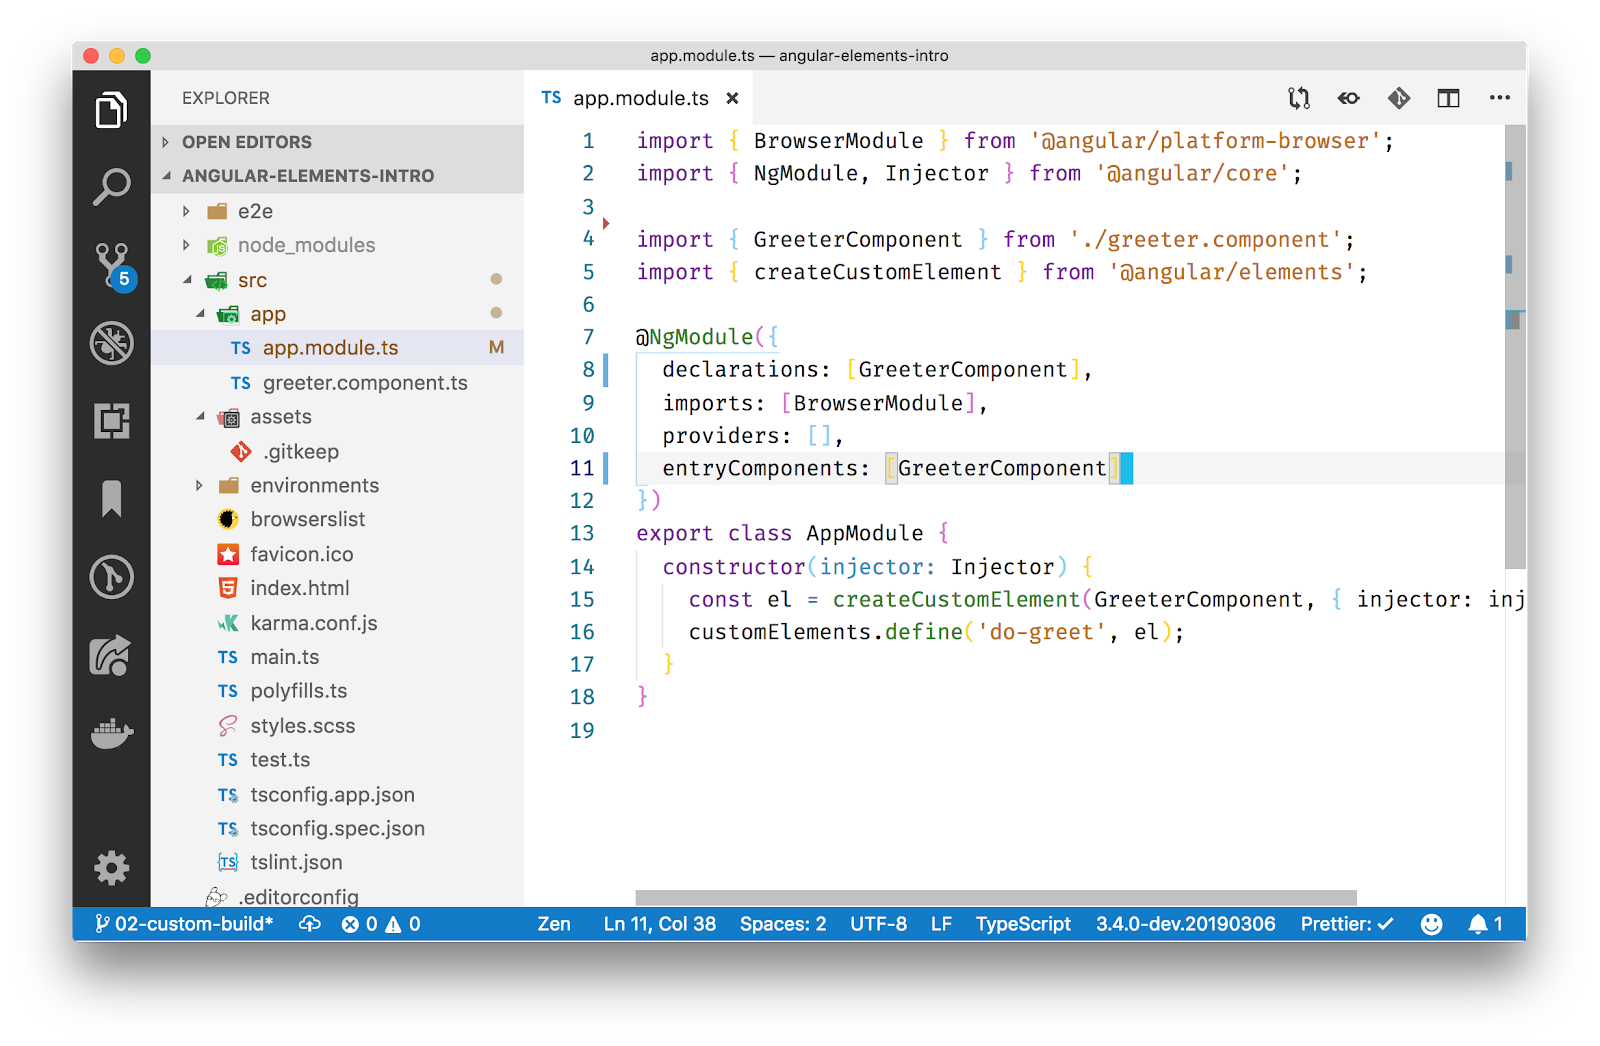 app.module.ts — angular-elements-intro
EXPLORER
OPEN EDITORS
ANGULAR-ELEMENTS-INTRO
e2e
node_modules
src
app
TS app.module.ts M
TS greeter.component.ts
assets
.gitkeep
environments
browserslist
favicon.ico
5 index.html
K karma.conf.js
TS main.ts
TS polyfills.ts
styles.scss
TS test.ts
TS tsconfig.app.json
TS tsconfig.spec.json
{TS} tslint.json
.editorconfig
5
TS app.module.ts ×
1 import { BrowserModule } from '@angular/platform-browser';
2 import { NgModule, Injector } from '@angular/core';
3
4 import { GreeterComponent } from './greeter.component';
5 import { createCustomElement } from '@angular/elements';
6
7 @NgModule({
8 declarations: [GreeterComponent],
9 imports: [BrowserModule],
10 providers: [],
11 entryComponents: [GreeterComponent]
12 })
13 export class AppModule {
14 constructor(injector: Injector) {
15 const el = createCustomElement(GreeterComponent, { injector: inj
16 customElements.define('do-greet', el);
17 }
18 }
19
02-custom-build* 0 0 Zen Ln 11, Col 38 Spaces: 2 UTF-8 LF TypeScript 3.4.0-dev.20190306 Prettier: ✓ 1